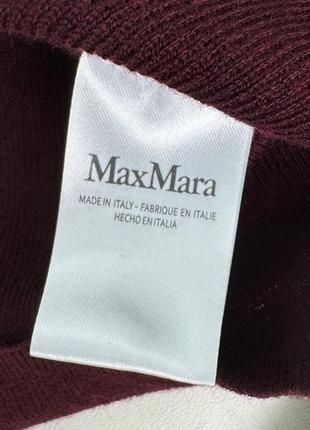 MaxMara
MADE IN ITALY - FABRIQUE EN ITALIE
HECHO EN ITALIA